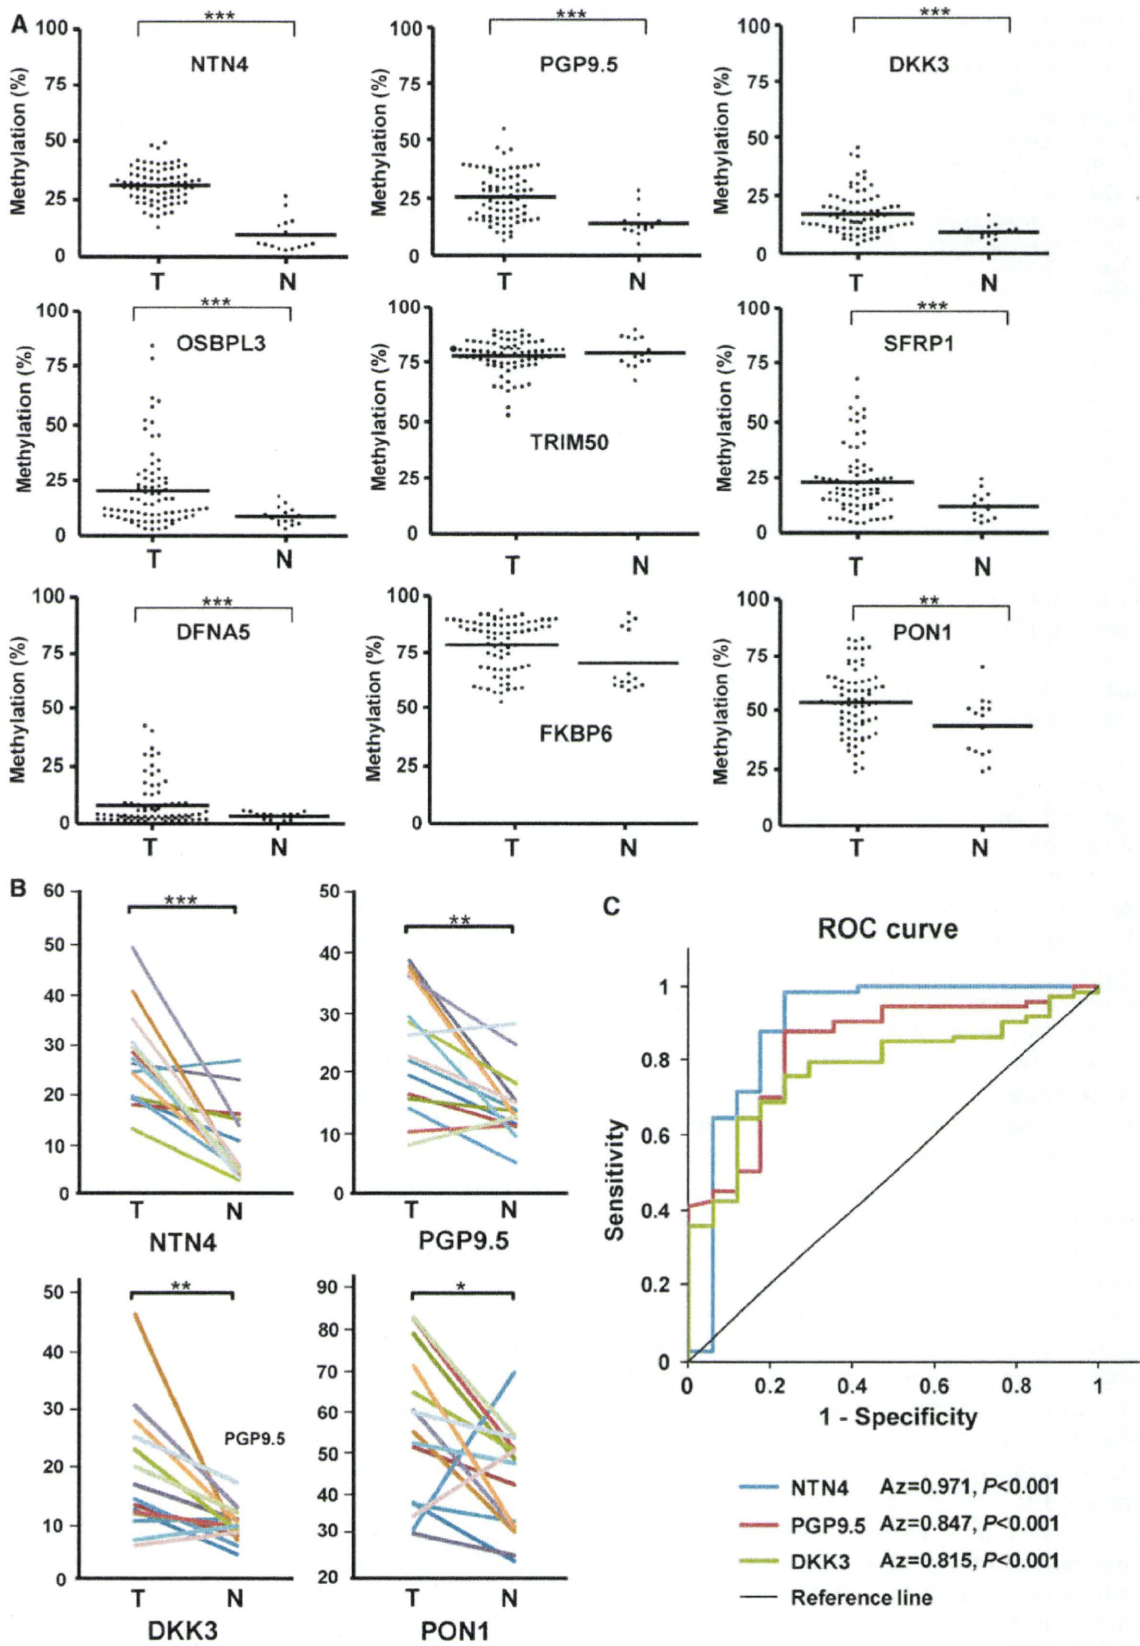 A
Methylation (%)
100
75
50
25
0
***
NTN4
T N
Methylation (%)
100
75
50
25
0
***
PGP9.5
T N
Methylation (%)
100
75
50
25
0
***
DKK3
T N
Methylation (%)
100
75
50
25
0
***
OSBPL3
T N
Methylation (%)
100
75
50
25
0
TRIM50
T N
Methylation (%)
100
75
50
25
0
***
SFRP1
T N
Methylation (%)
100
75
50
25
0
***
DFNA5
T N
Methylation (%)
100
75
50
25
0
FKBP6
T N
Methylation (%)
100
75
50
25
0
**
PON1
T N
B
60
50
40
30
20
10
0
***
T N
NTN4
50
40
30
20
10
0
**
T N
PGP9.5
50
40
30
20
10
0
**
PGP9.5
T N
DKK3
90
80
70
60
50
40
30
20
*
T N
PON1
C
ROC curve
Sensitivity
1
0.8
0.6
0.4
0.2
0
0 0.2 0.4 0.6 0.8 1
1 - Specificity
NTN4 Az=0.971, P<0.001
PGP9.5 Az=0.847, P<0.001
DKK3 Az=0.815, P<0.001
Reference line